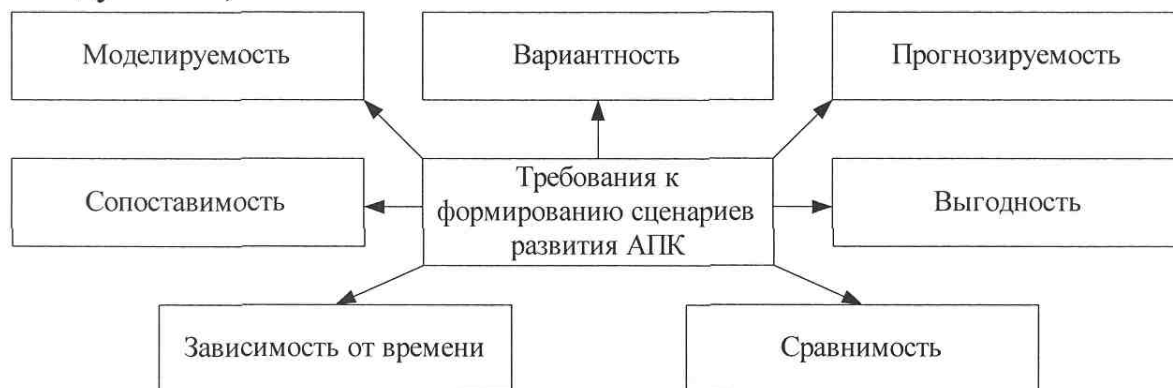 Моделируемость
Вариантность
Прогнозируемость
Сопоставимость
Требования к
формированию сценариев
развития АПК
Выгодность
Зависимость от времени
Сравнимость